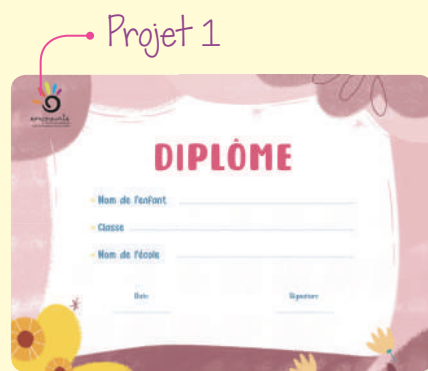 Projet 1
DIPLÔME
Nom de l'enfant
Classe
Nom de l'école
Date
Signature